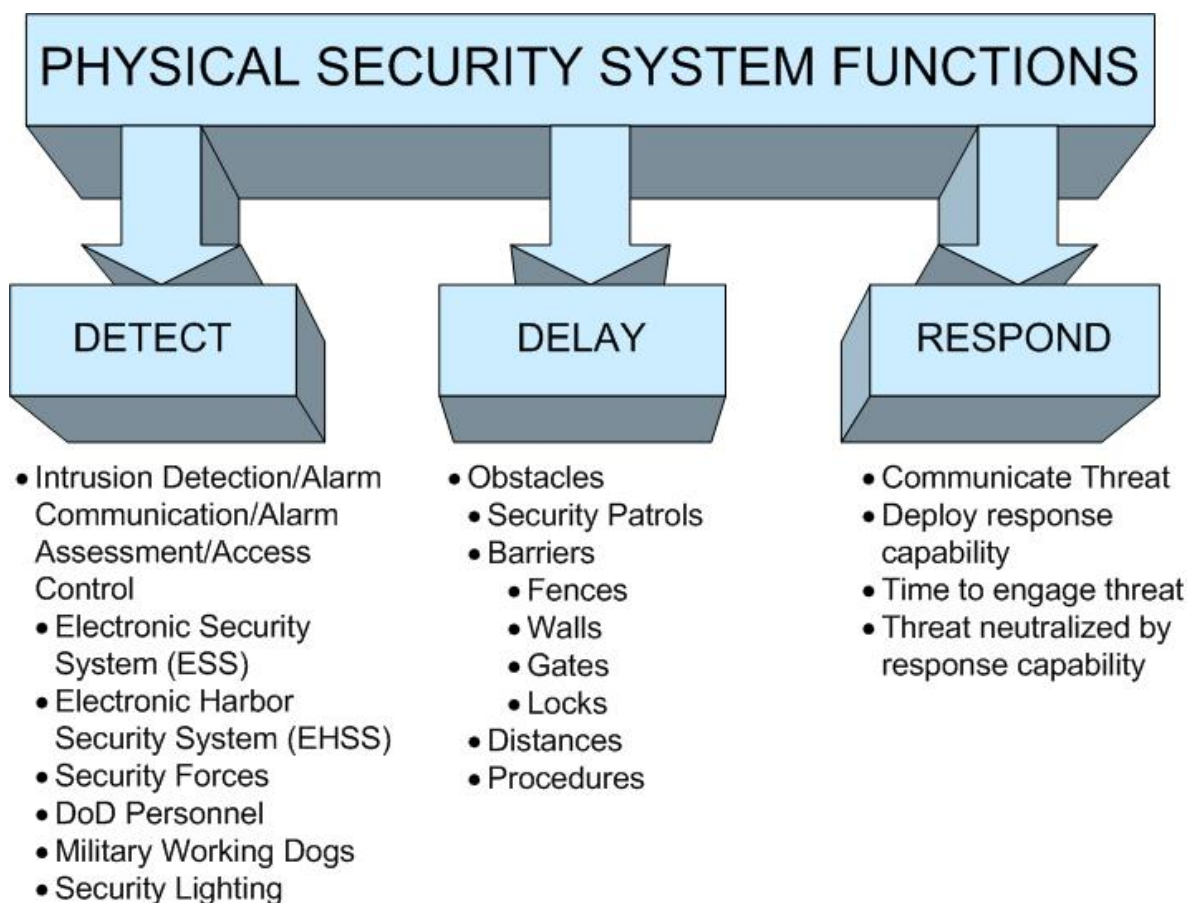 PHYSICAL SECURITY SYSTEM FUNCTIONS
DETECT
• Intrusion Detection/Alarm
Communication/Alarm
Assessment/Access
Control
• Electronic Security
System (ESS)
• Electronic Harbor
Security System (EHSS)
• Security Forces
• DoD Personnel
• Military Working Dogs
• Security Lighting
DELAY
• Obstacles
• Security Patrols
• Barriers
• Fences
• Walls
• Gates
• Locks
• Distances
• Procedures
RESPOND
• Communicate Threat
• Deploy response
capability
• Time to engage threat
• Threat neutralized by
response capability